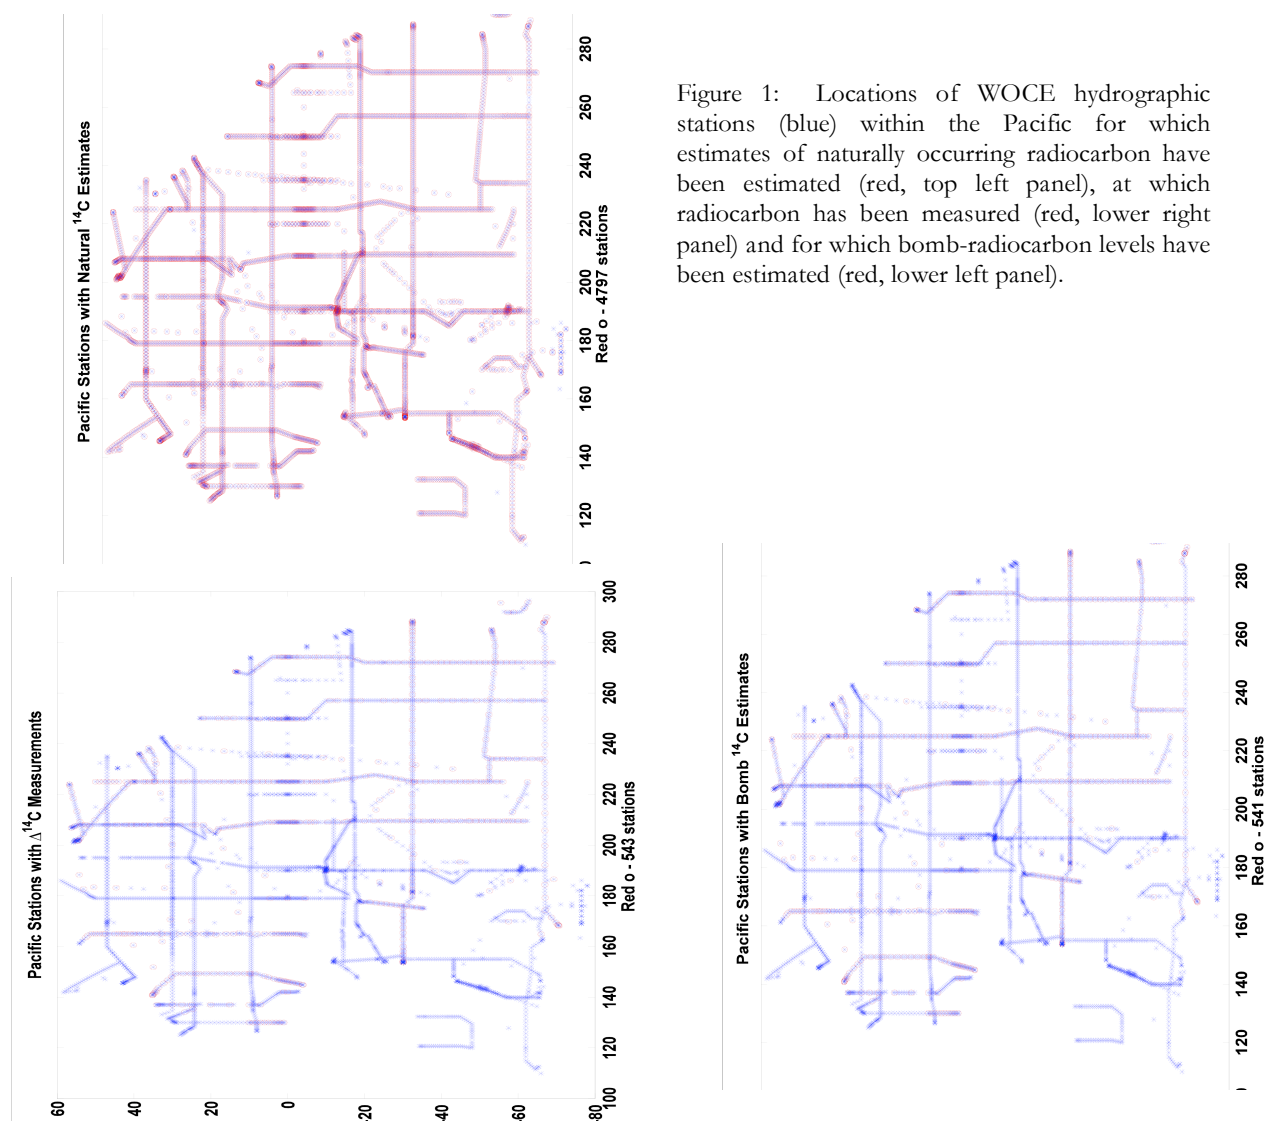 Pacific Stations with Natural ¹⁴C Estimates
120 140 160 180 200 220 240 260 280
Red o - 4797 stations
Figure 1: Locations of WOCE hydrographic
stations (blue) within the Pacific for which
estimates of naturally occurring radiocarbon have
been estimated (red, top left panel), at which
radiocarbon has been measured (red, lower right
panel) and for which bomb-radiocarbon levels have
been estimated (red, lower left panel).
Pacific Stations with Δ¹⁴C Measurements
60 40 20 0 -20 -60 -80
100 120 140 160 180 200 220 240 260 280 300
Red o - 543 stations
Pacific Stations with Bomb ¹⁴C Estimates
120 140 160 180 200 220 240 260 280
Red o - 541 stations